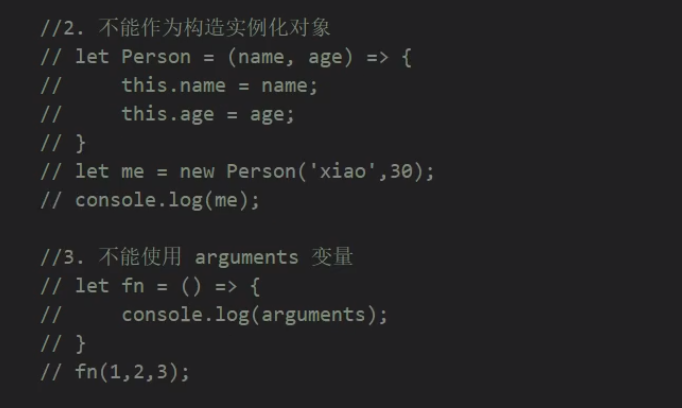 //2. 不能作为构造实例化对象
// let Person = (name, age) => {
//     this.name = name;
//     this.age = age;
// }
// let me = new Person('xiao',30);
// console.log(me);
//3. 不能使用 arguments 变量
// let fn = () => {
//     console.log(arguments);
// }
// fn(1,2,3);